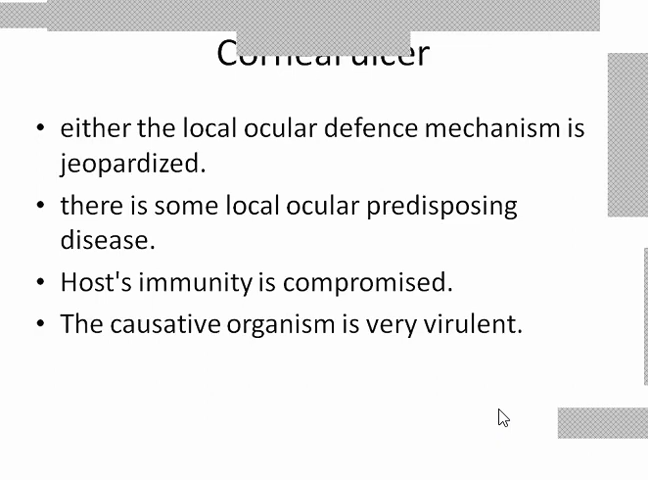 Corneal ulcer
• either the local ocular defence mechanism is
jeopardized.
• there is some local ocular predisposing
disease.
• Host's immunity is compromised.
• The causative organism is very virulent.